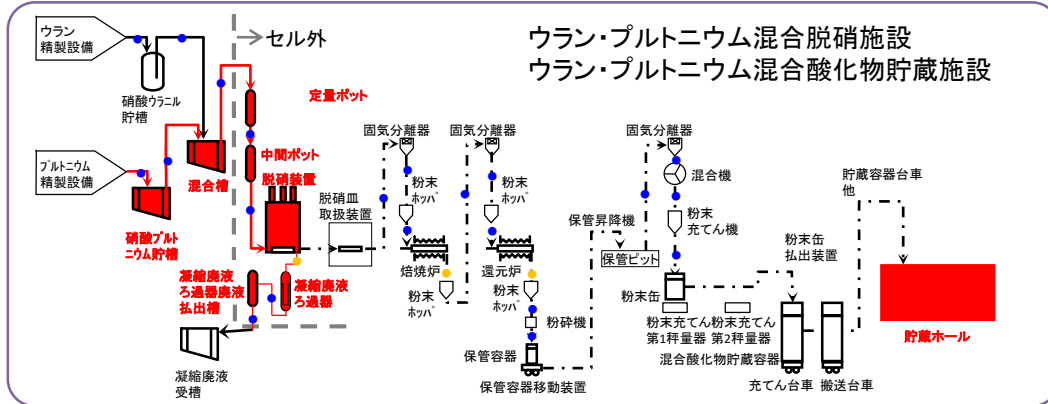 ウラン・プルトニウム混合脱硝施設
ウラン・プルトニウム混合酸化物貯蔵施設
ウラン
精製設備
セル外
硝酸ウラニル
貯槽
定量ポット
プルトニウム
精製設備
混合槽
中間ポット
脱硝装置
硝酸プルト
ニウム貯槽
脱硝皿
取扱装置
固気分離器
粉末
ホッパ
焙焼炉
粉末
ホッパ
固気分離器
粉末
ホッパ
還元炉
粉末
ホッパ
粉砕機
保管容器
保管容器移動装置
凝縮廃液
ろ過器廃液
払出槽
凝縮廃液
ろ過器
凝縮廃液
受槽
保管昇降機
保管ピット
固気分離器
混合機
粉末
充てん機
粉末缶
粉末充てん
第1秤量器
粉末充てん
第2秤量器
粉末缶
払出装置
混合酸化物貯蔵容器
充てん台車
搬送台車
貯蔵容器台車
他
貯蔵ホール